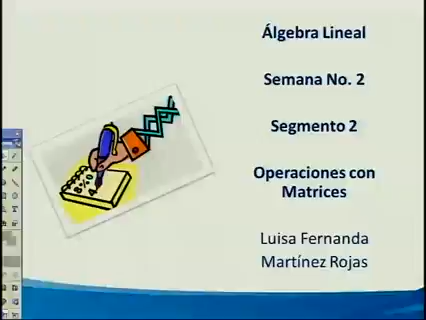 Álgebra Lineal
Semana No. 2
Segmento 2
Operaciones con
Matrices
Luisa Fernanda
Martínez Rojas